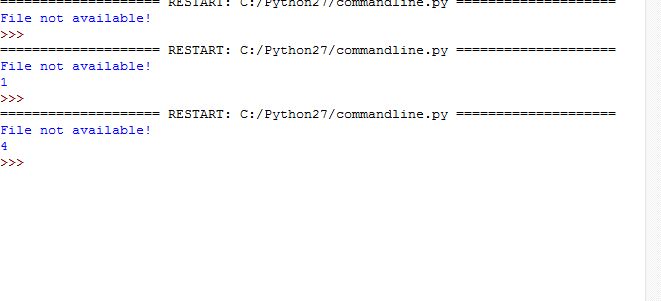 ==================== RESTART: C:/Python27/commandline.py ====================
File not available!
>>>
==================== RESTART: C:/Python27/commandline.py ====================
File not available!
1
>>>
==================== RESTART: C:/Python27/commandline.py ====================
File not available!
4
>>>